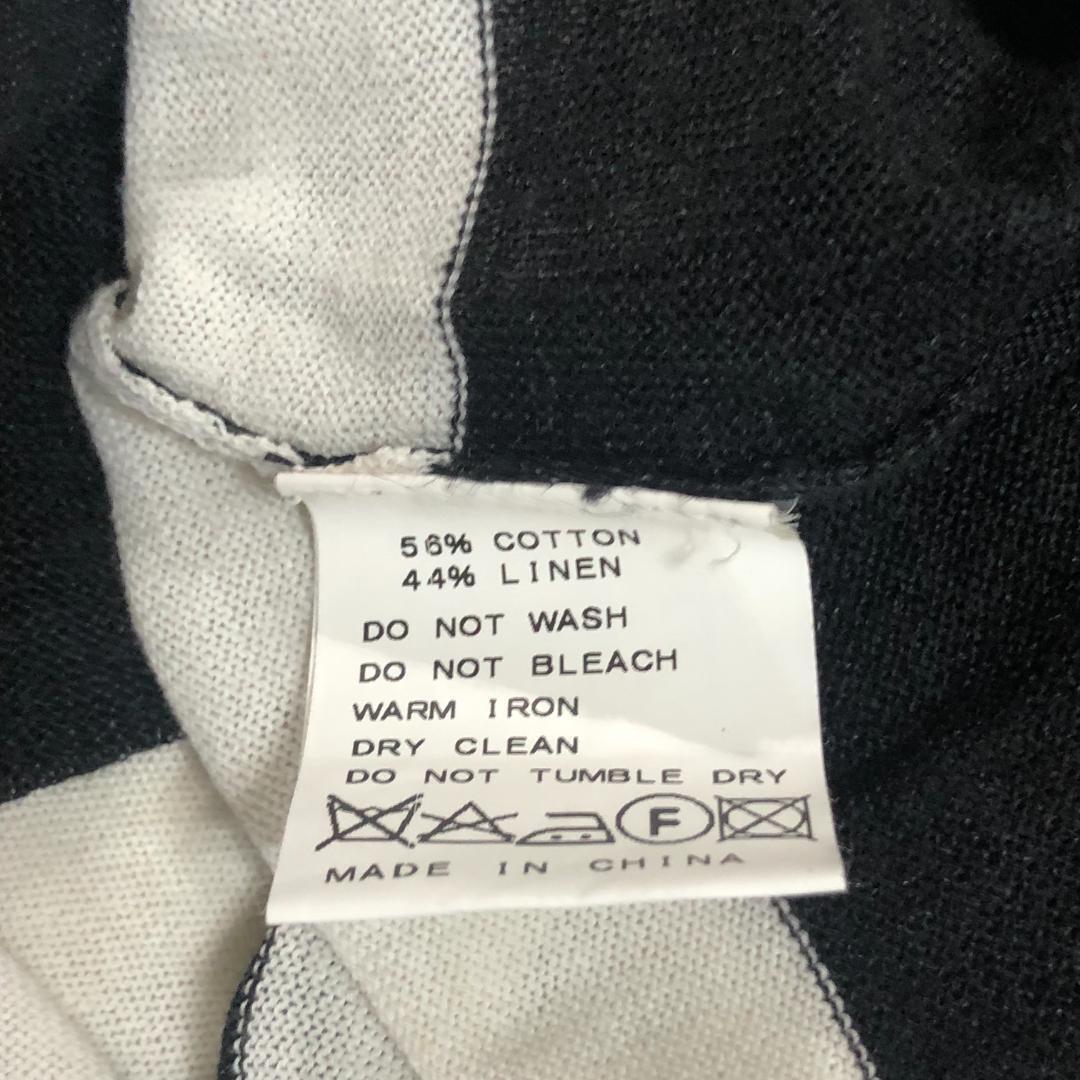 56% COTTON
44% LINEN
DO NOT WASH
DO NOT BLEACH
WARM IRON
DRY CLEAN
DO NOT TUMBLE DRY
F
MADE IN CHINA